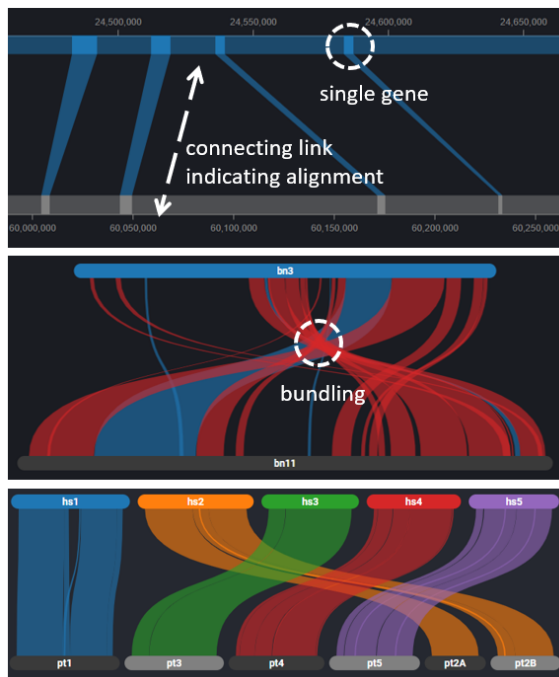 24,500,000 24,550,000 24,600,000 24,650,000
single gene
connecting link
indicating alignment
60,000,000 60,050,000 60,100,000 60,150,000 60,200,000 60,250,000
bn3
bundling
bn11
hs1 hs2 hs3 hs4 hs5
pt1 pt3 pt4 pt5 pt2A pt2B